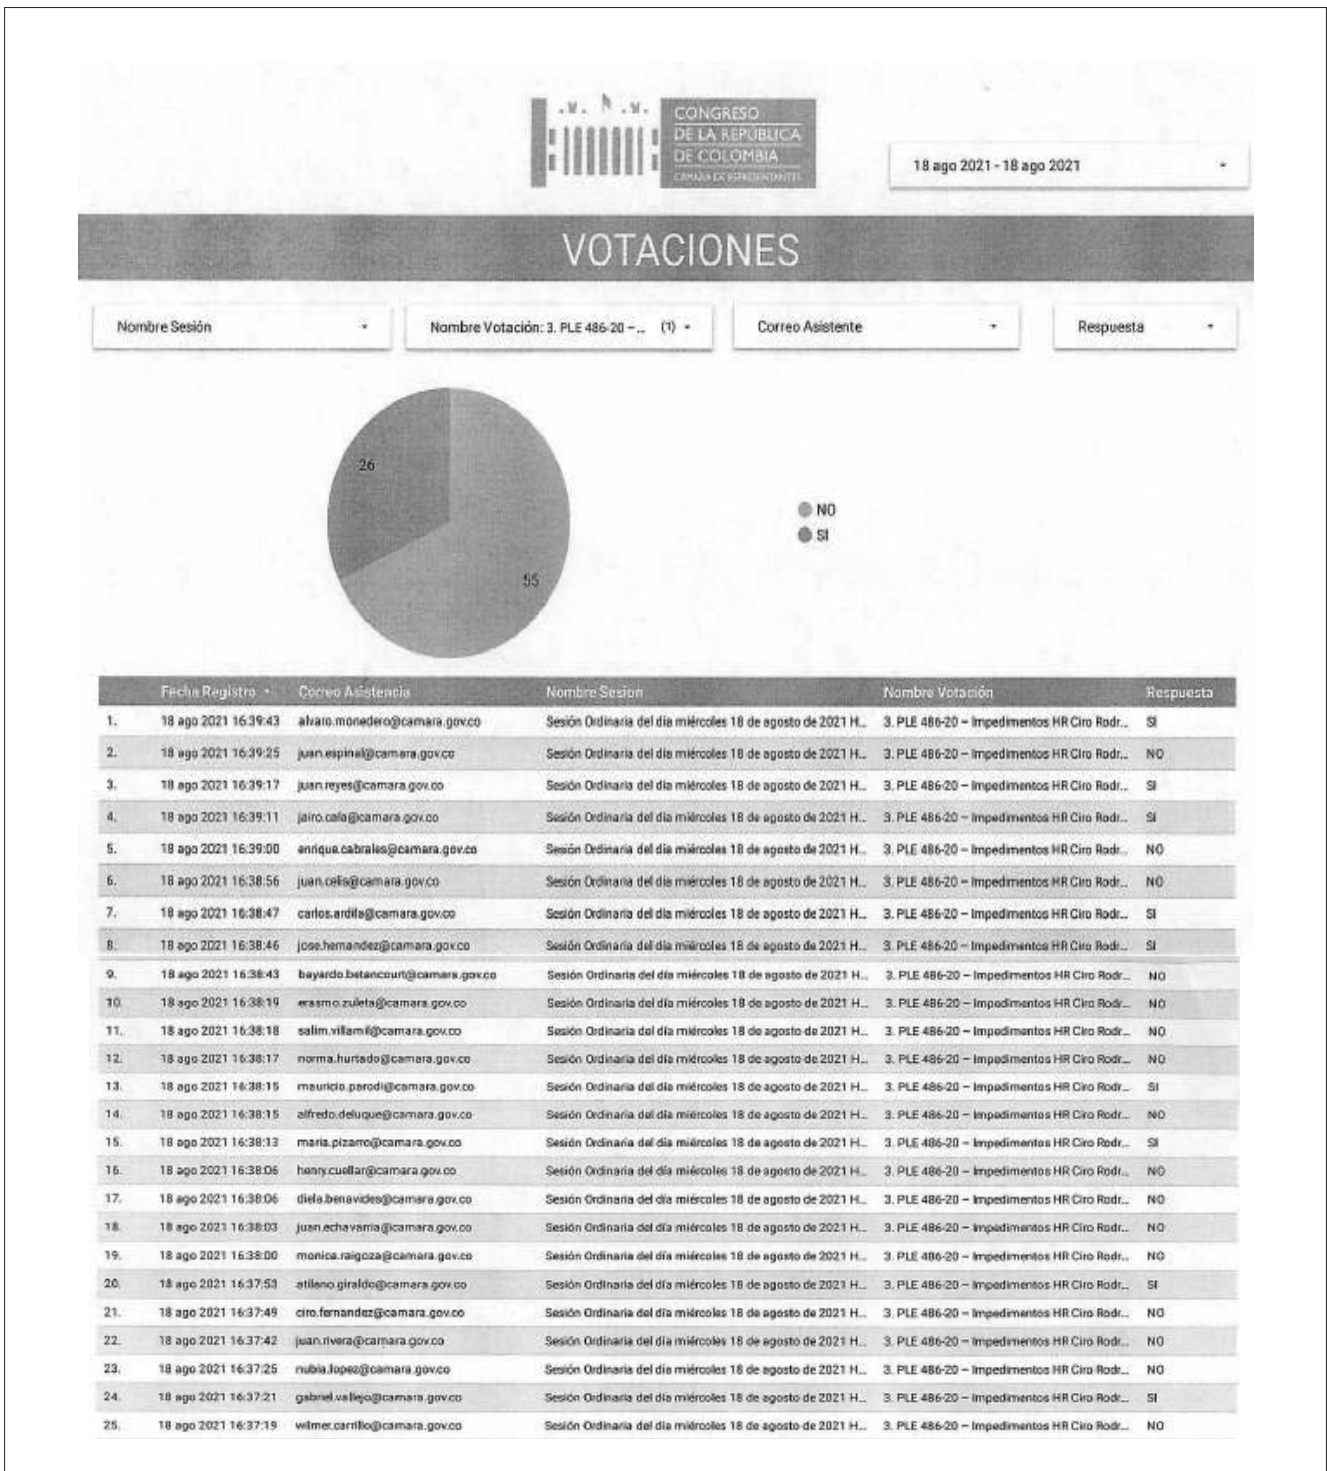 CONGRESO
DE LA REPÚBLICA
DE COLOMBIA
CÁMARA DE REPRESENTANTES
18 ago 2021 - 18 ago 2021
VOTACIONES
Nombre Sesión
Nombre Votación: 3. PLE 486-20 –... (1)
Correo Asistente
Respuesta
26
55
NO
SI
Fecha Registro Correo Asistencia Nombre Sesion Nombre Votación Respuesta
1. 18 ago 2021 16:39:43 alvaro.monedero@camara.gov.co Sesión Ordinaria del día miércoles 18 de agosto de 2021 H... 3. PLE 486-20 – Impedimentos HR Ciro Rodr... SI
2. 18 ago 2021 16:39:25 juan.espinal@camara.gov.co Sesión Ordinaria del día miércoles 18 de agosto de 2021 H... 3. PLE 486-20 – Impedimentos HR Ciro Rodr... NO
3. 18 ago 2021 16:39:17 juan.reyes@camara.gov.co Sesión Ordinaria del día miércoles 18 de agosto de 2021 H... 3. PLE 486-20 – Impedimentos HR Ciro Rodr... SI
4. 18 ago 2021 16:39:11 jairo.cala@camara.gov.co Sesión Ordinaria del día miércoles 18 de agosto de 2021 H... 3. PLE 486-20 – Impedimentos HR Ciro Rodr... SI
5. 18 ago 2021 16:39:00 enrique.cabrales@camara.gov.co Sesión Ordinaria del día miércoles 18 de agosto de 2021 H... 3. PLE 486-20 – Impedimentos HR Ciro Rodr... NO
6. 18 ago 2021 16:38:56 juan.celis@camara.gov.co Sesión Ordinaria del día miércoles 18 de agosto de 2021 H... 3. PLE 486-20 – Impedimentos HR Ciro Rodr... NO
7. 18 ago 2021 16:38:47 carlos.ardila@camara.gov.co Sesión Ordinaria del día miércoles 18 de agosto de 2021 H... 3. PLE 486-20 – Impedimentos HR Ciro Rodr... SI
8. 18 ago 2021 16:38:46 jose.hernandez@camara.gov.co Sesión Ordinaria del día miércoles 18 de agosto de 2021 H... 3. PLE 486-20 – Impedimentos HR Ciro Rodr... SI
9. 18 ago 2021 16:38:43 bayardo.betancourt@camara.gov.co Sesión Ordinaria del día miércoles 18 de agosto de 2021 H... 3. PLE 486-20 – Impedimentos HR Ciro Rodr... NO
10. 18 ago 2021 16:38:19 erasmo.zuleta@camara.gov.co Sesión Ordinaria del día miércoles 18 de agosto de 2021 H... 3. PLE 486-20 – Impedimentos HR Ciro Rodr... NO
11. 18 ago 2021 16:38:18 salim.villamil@camara.gov.co Sesión Ordinaria del día miércoles 18 de agosto de 2021 H... 3. PLE 486-20 – Impedimentos HR Ciro Rodr... NO
12. 18 ago 2021 16:38:17 norma.hurtado@camara.gov.co Sesión Ordinaria del día miércoles 18 de agosto de 2021 H... 3. PLE 486-20 – Impedimentos HR Ciro Rodr... NO
13. 18 ago 2021 16:38:15 mauricio.parodi@camara.gov.co Sesión Ordinaria del día miércoles 18 de agosto de 2021 H... 3. PLE 486-20 – Impedimentos HR Ciro Rodr... SI
14. 18 ago 2021 16:38:15 alfredo.deluque@camara.gov.co Sesión Ordinaria del día miércoles 18 de agosto de 2021 H... 3. PLE 486-20 – Impedimentos HR Ciro Rodr... NO
15. 18 ago 2021 16:38:13 maria.pizarro@camara.gov.co Sesión Ordinaria del día miércoles 18 de agosto de 2021 H... 3. PLE 486-20 – Impedimentos HR Ciro Rodr... SI
16. 18 ago 2021 16:38:06 henry.cuellar@camara.gov.co Sesión Ordinaria del día miércoles 18 de agosto de 2021 H... 3. PLE 486-20 – Impedimentos HR Ciro Rodr... NO
17. 18 ago 2021 16:38:06 diela.benavides@camara.gov.co Sesión Ordinaria del día miércoles 18 de agosto de 2021 H... 3. PLE 486-20 – Impedimentos HR Ciro Rodr... NO
18. 18 ago 2021 16:38:03 juan.echavarria@camara.gov.co Sesión Ordinaria del día miércoles 18 de agosto de 2021 H... 3. PLE 486-20 – Impedimentos HR Ciro Rodr... NO
19. 18 ago 2021 16:38:00 monica.raigoza@camara.gov.co Sesión Ordinaria del día miércoles 18 de agosto de 2021 H... 3. PLE 486-20 – Impedimentos HR Ciro Rodr... NO
20. 18 ago 2021 16:37:53 atilano.giraldo@camara.gov.co Sesión Ordinaria del día miércoles 18 de agosto de 2021 H... 3. PLE 486-20 – Impedimentos HR Ciro Rodr... SI
21. 18 ago 2021 16:37:49 ciro.fernandez@camara.gov.co Sesión Ordinaria del día miércoles 18 de agosto de 2021 H... 3. PLE 486-20 – Impedimentos HR Ciro Rodr... NO
22. 18 ago 2021 16:37:42 juan.rivera@camara.gov.co Sesión Ordinaria del día miércoles 18 de agosto de 2021 H... 3. PLE 486-20 – Impedimentos HR Ciro Rodr... NO
23. 18 ago 2021 16:37:25 nubia.lopez@camara.gov.co Sesión Ordinaria del día miércoles 18 de agosto de 2021 H... 3. PLE 486-20 – Impedimentos HR Ciro Rodr... NO
24. 18 ago 2021 16:37:21 gabriel.vallejo@camara.gov.co Sesión Ordinaria del día miércoles 18 de agosto de 2021 H... 3. PLE 486-20 – Impedimentos HR Ciro Rodr... SI
25. 18 ago 2021 16:37:19 wilmer.carrillo@camara.gov.co Sesión Ordinaria del día miércoles 18 de agosto de 2021 H... 3. PLE 486-20 – Impedimentos HR Ciro Rodr... NO